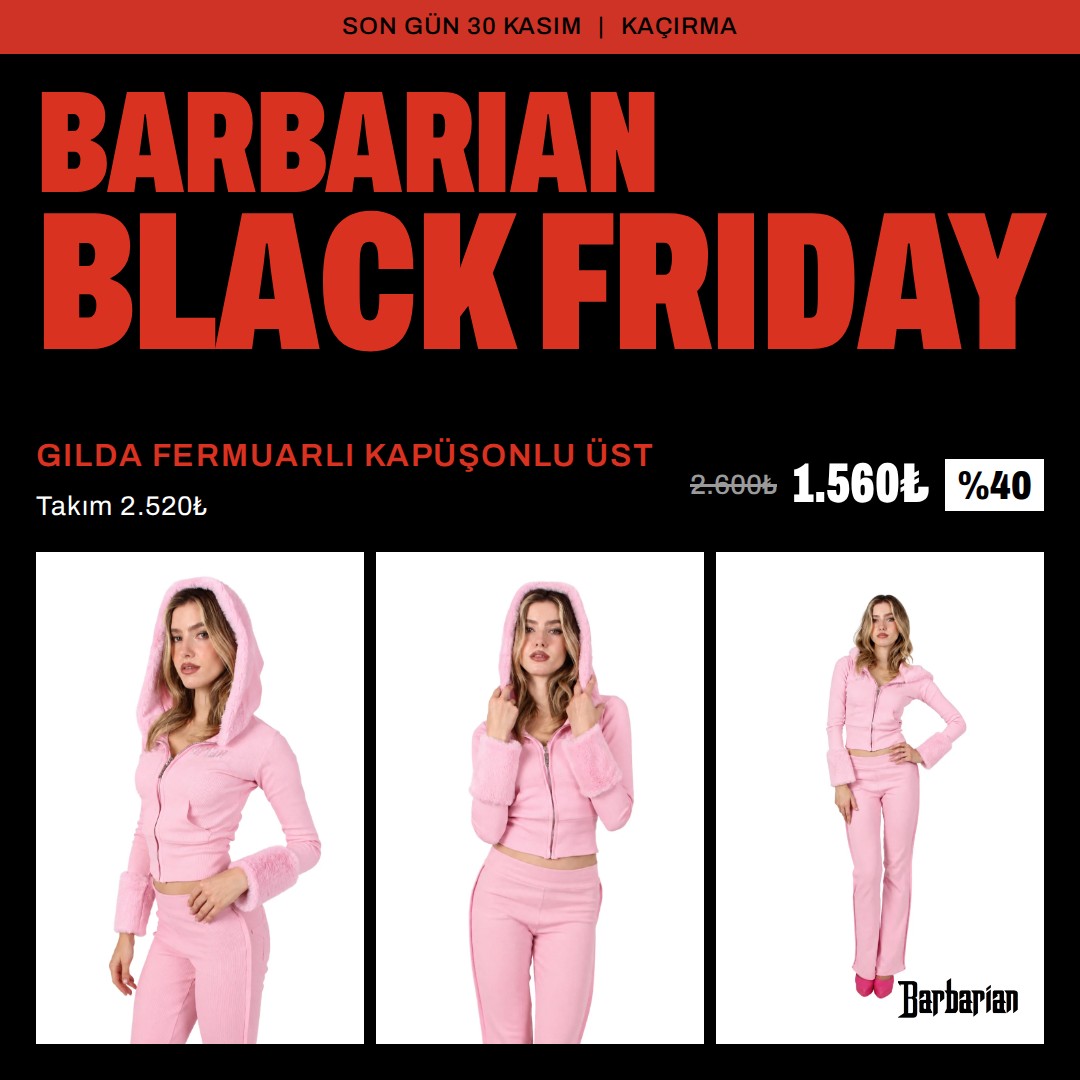 SON GÜN 30 KASIM | KAÇIRMA
BARBARIAN
BLACK FRIDAY
GILDA FERMUARLI KAPÜŞONLU ÜST
Takım 2.520₺
2.600₺ 1.560₺ %40
Barbarian